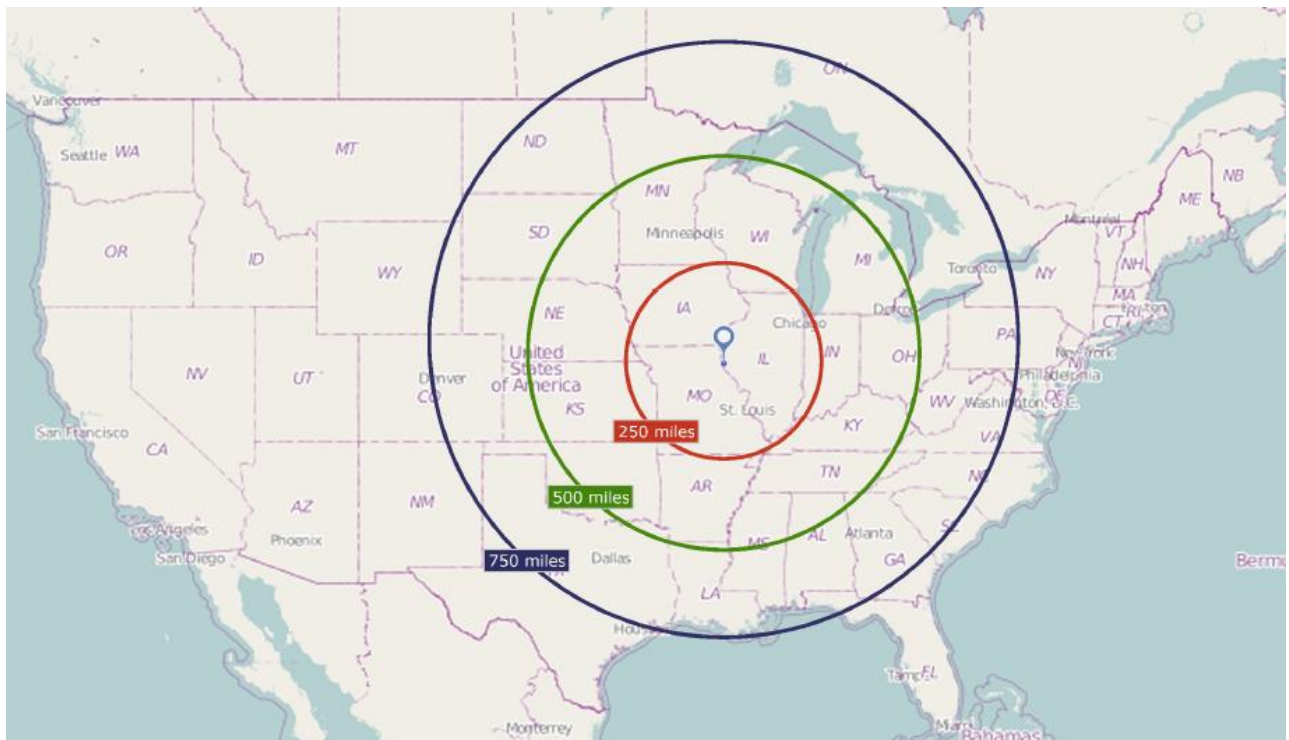 ON
Vancouver
Seattle WA
MT
ND
MN
NB
ME
Montréal
VT
OR
ID
SD
Minneapolis
WI
MI
Toronto
NY
NH
WY
MA
RI
CT
IA
NE
Chicago
Detroit
PA
United
States
of America
IL
IN
OH
New York
NJ
Philadelphia
NV
UT
Denver
CO
KS
MO
St. Louis
WV
Washington, D.C.
DE
KY
VA
San Francisco
CA
250 miles
TN
NC
AZ
NM
500 miles
AR
SC
Los Angeles
Phoenix
San Diego
MS
AL
Atlanta
GA
Dallas
750 miles
LA
Hou
FL
Monterrey
Miami
Bahamas